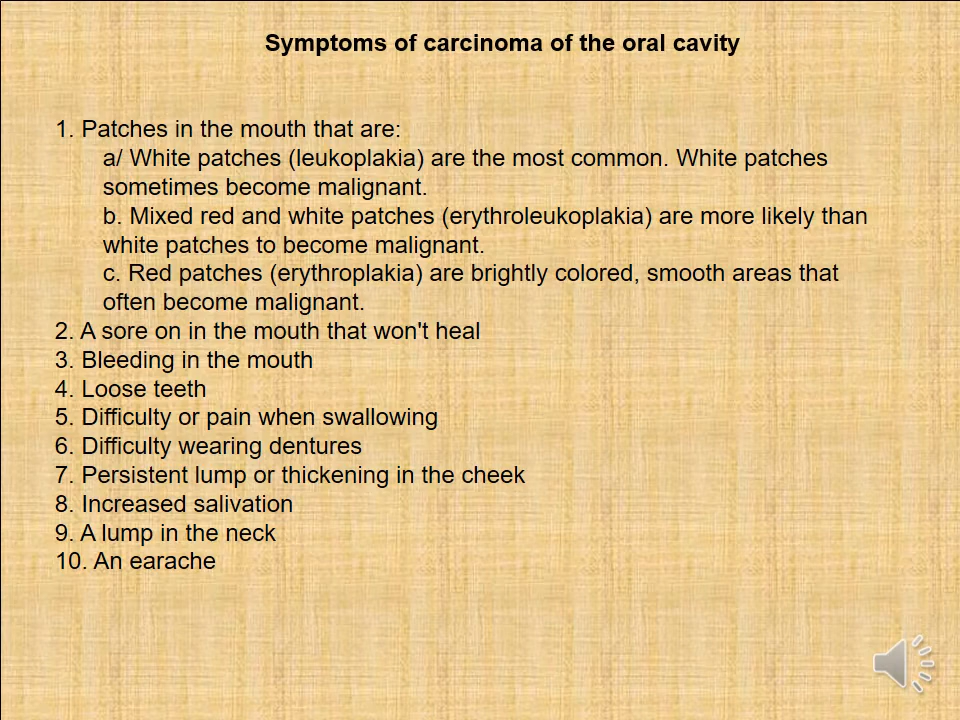 Symptoms of carcinoma of the oral cavity
1. Patches in the mouth that are:
a/ White patches (leukoplakia) are the most common. White patches
sometimes become malignant.
b. Mixed red and white patches (erythroleukoplakia) are more likely than
white patches to become malignant.
c. Red patches (erythroplakia) are brightly colored, smooth areas that
often become malignant.
2. A sore on in the mouth that won't heal
3. Bleeding in the mouth
4. Loose teeth
5. Difficulty or pain when swallowing
6. Difficulty wearing dentures
7. Persistent lump or thickening in the cheek
8. Increased salivation
9. A lump in the neck
10. An earache